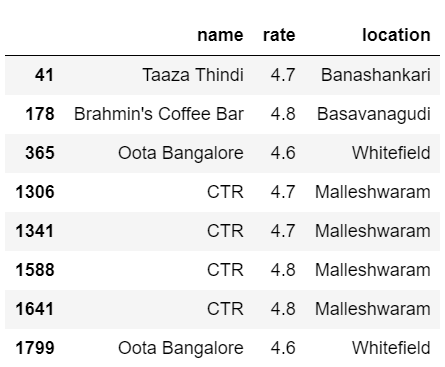 name rate location
41 Taaza Thindi 4.7 Banashankari
178 Brahmin's Coffee Bar 4.8 Basavanagudi
365 Oota Bangalore 4.6 Whitefield
1306 CTR 4.7 Malleshwaram
1341 CTR 4.7 Malleshwaram
1588 CTR 4.8 Malleshwaram
1641 CTR 4.8 Malleshwaram
1799 Oota Bangalore 4.6 Whitefield